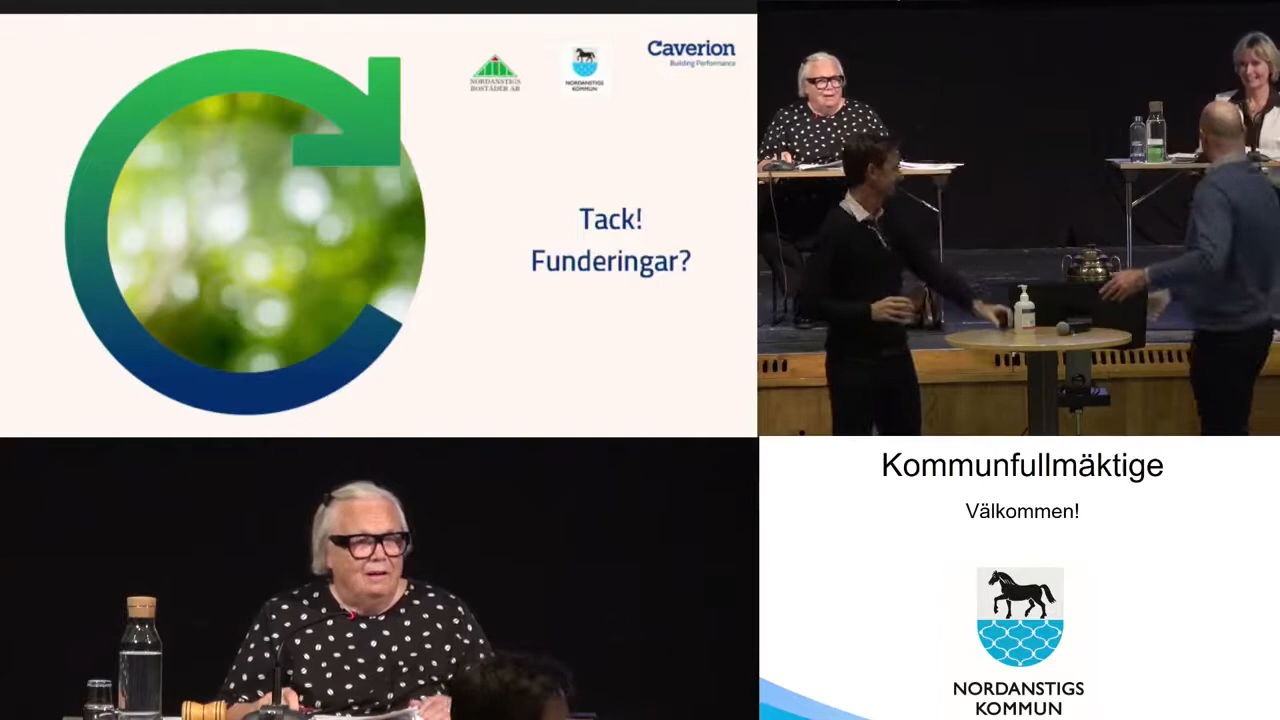 NORDANSTIGS
BOSTÄDER AB
NORDANSTIGS
KOMMUN
Caverion
Building Performance
Tack!
Funderingar?
Kommunfullmäktige
Välkommen!
NORDANSTIGS
KOMMUN